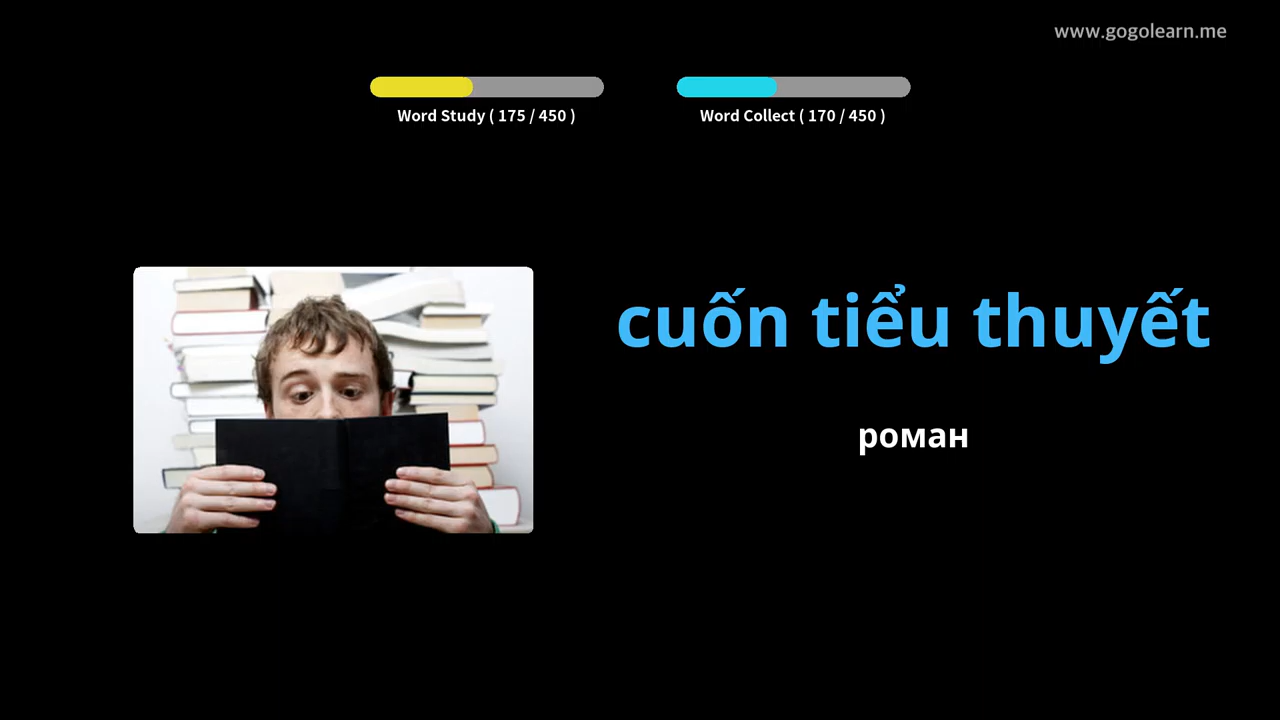 www.gogolearn.me
Word Study ( 175 / 450 )
Word Collect ( 170 / 450 )
cuốn tiểu thuyết
роман